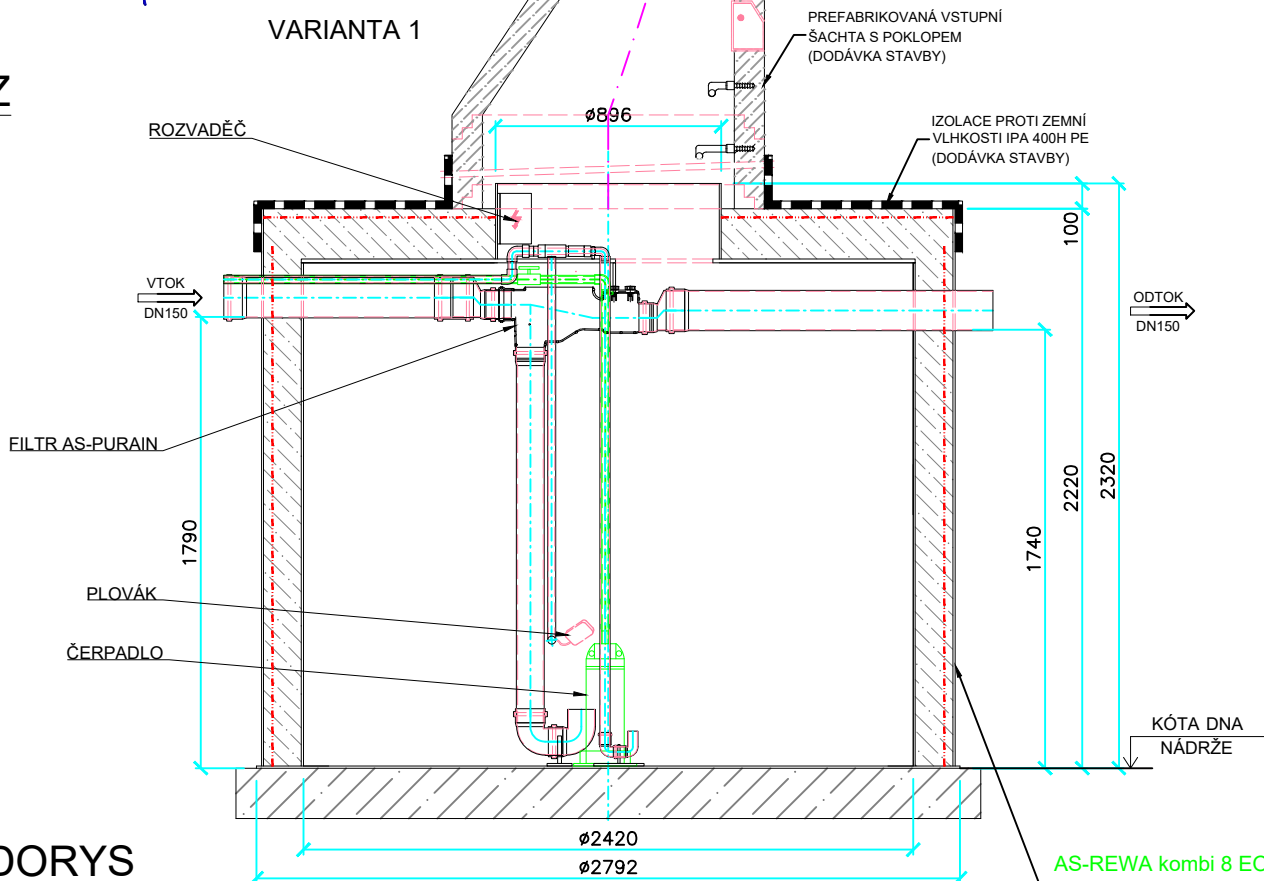 VARIANTA 1
PREFABRIKOVANÁ VSTUPNÍ
ŠACHTA S POKLOPEM
(DODÁVKA STAVBY)
Z
ROZVADĚČ
ø896
IZOLACE PROTI ZEMNÍ
VLHKOSTI IPA 400H PE
(DODÁVKA STAVBY)
100
VTOK
DN150
ODTOK
DN150
FILTR AS-PURAIN
1790
1740
2220
2320
PLOVÁK
ČERPADLO
KÓTA DNA
NÁDRŽE
ø2420
ø2792
DORYS
AS-REWA kombi 8 EO